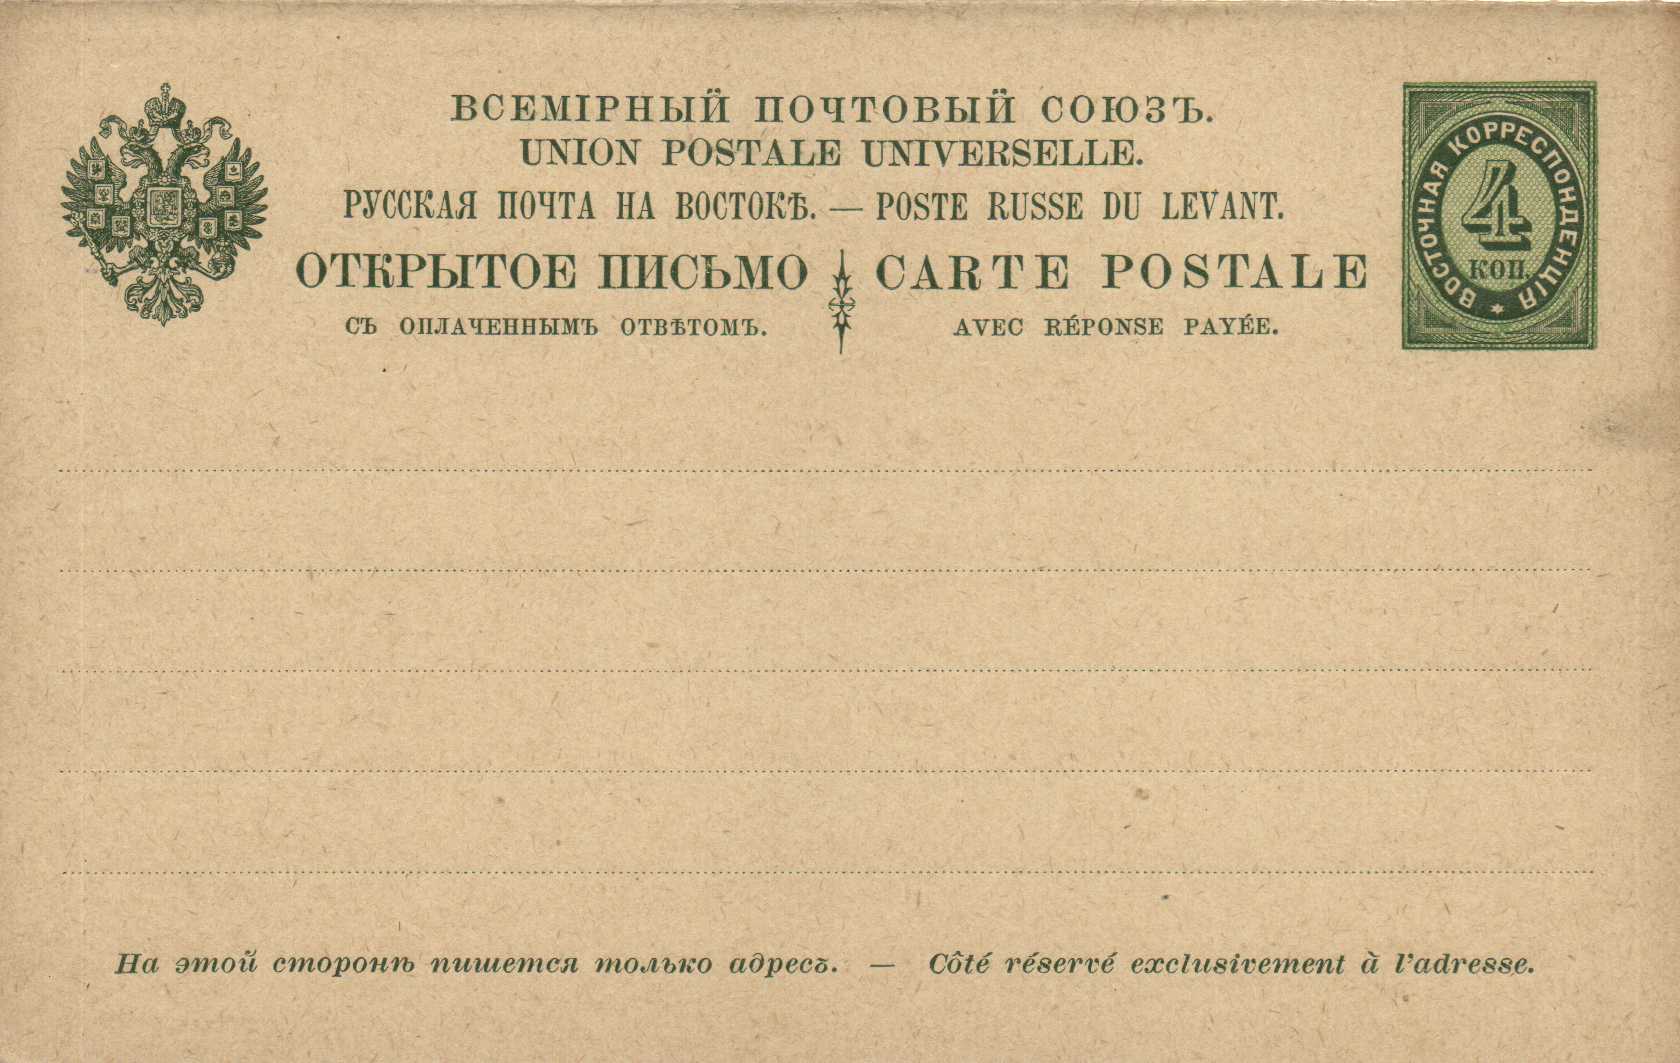 ВСЕМІРНЫЙ ПОЧТОВЫЙ СОЮЗЪ.
UNION POSTALE UNIVERSELLE.
РУССКАЯ ПОЧТА НА ВОСТОКѢ. — POSTE RUSSE DU LEVANT.
ОТКРЫТОЕ ПИСЬМО CARTE POSTALE
СЪ ОПЛАЧЕННЫМЪ ОТВѢТОМЪ. AVEC RÉPONSE PAYÉE.
ВОСТОЧНАЯ КОРРЕСПОНДЕНЦІЯ
4
КОП.
На этой сторонѣ пишется только адресъ. — Côté réservé exclusivement à l'adresse.